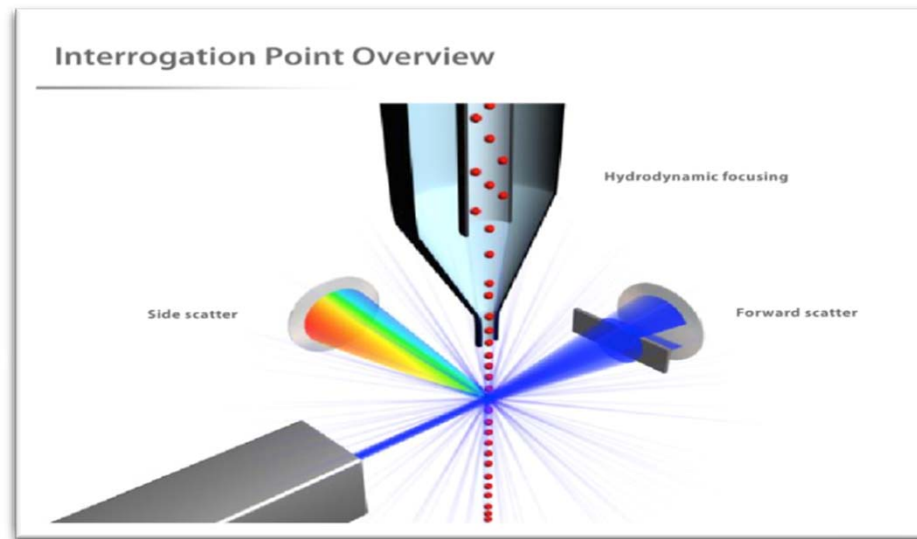 Interrogation Point Overview
Hydrodynamic focusing
Side scatter
Forward scatter